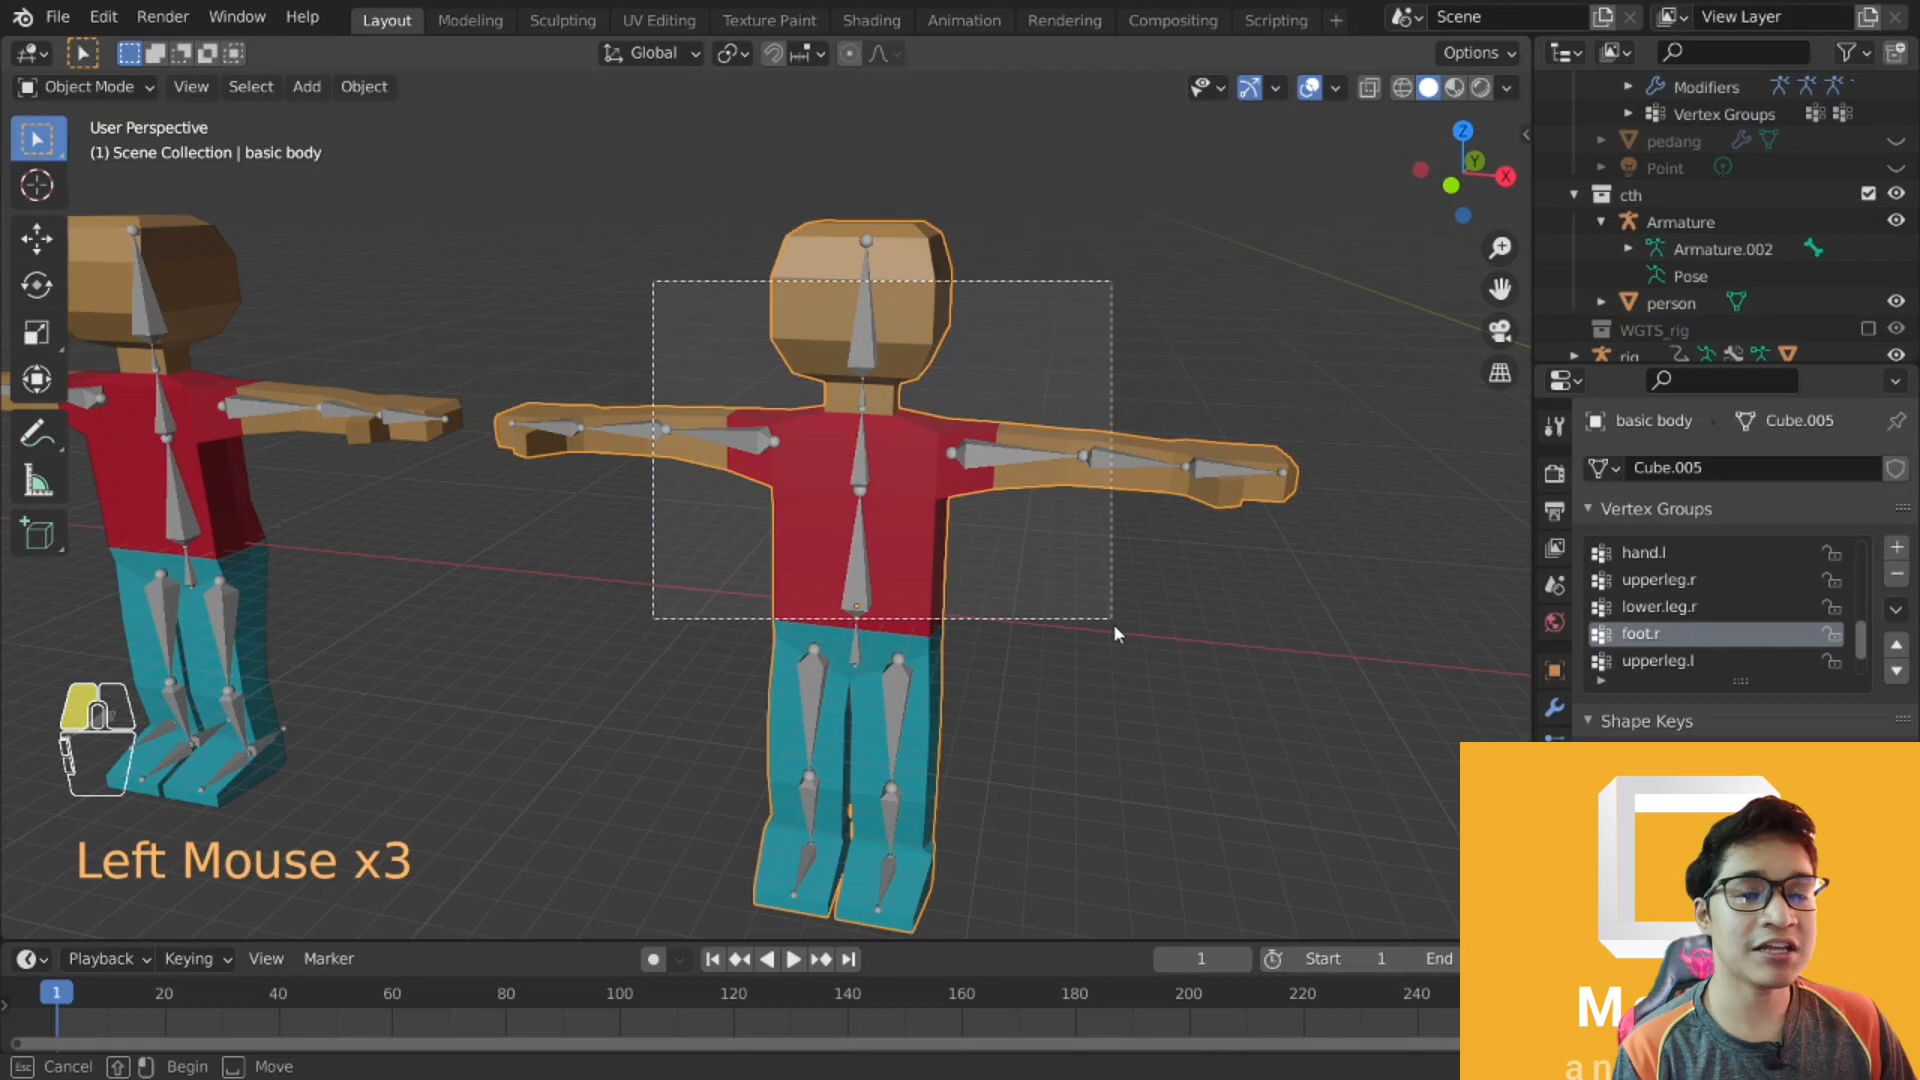 File Edit Render Window Help
Layout Modeling Sculpting UV Editing Texture Paint Shading Animation Rendering Compositing Scripting +
Scene
View Layer
Global
Options
Object Mode View Select Add Object
User Perspective
(1) Scene Collection | basic body
Z
Y
X
Modifiers
Vertex Groups
pedang
Point
cth
Armature
Armature.002
Pose
person
WGTS_rig
rig
basic body
Cube.005
Cube.005
Vertex Groups
hand.l
upperleg.r
lower.leg.r
foot.r
upperleg.l
Shape Keys
Left Mouse x3
Playback Keying View Marker
1
Start 1 End
1 20 40 60 80 100 120 140 160 180 200 220 240
Esc Cancel Begin Move